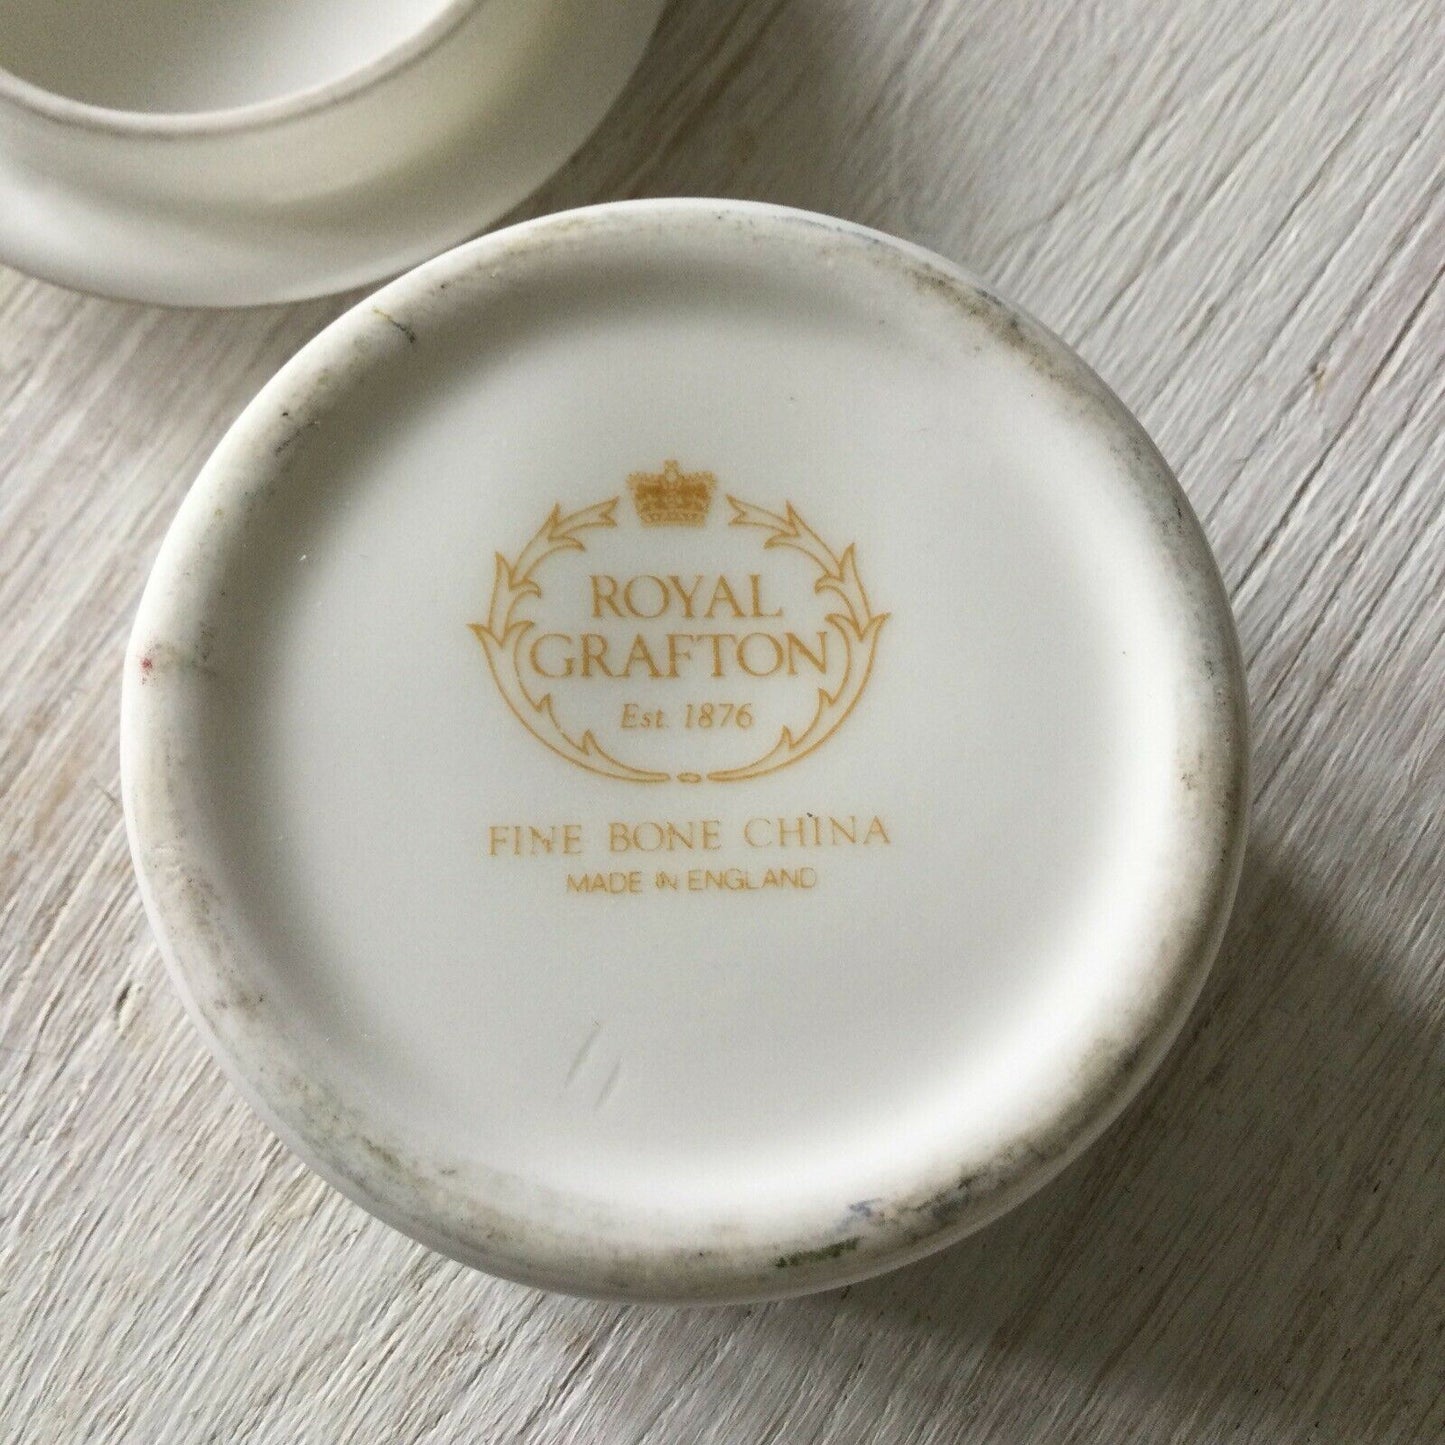 ROYAL
GRAFTON
Est. 1876
FINE BONE CHINA
MADE IN ENGLAND